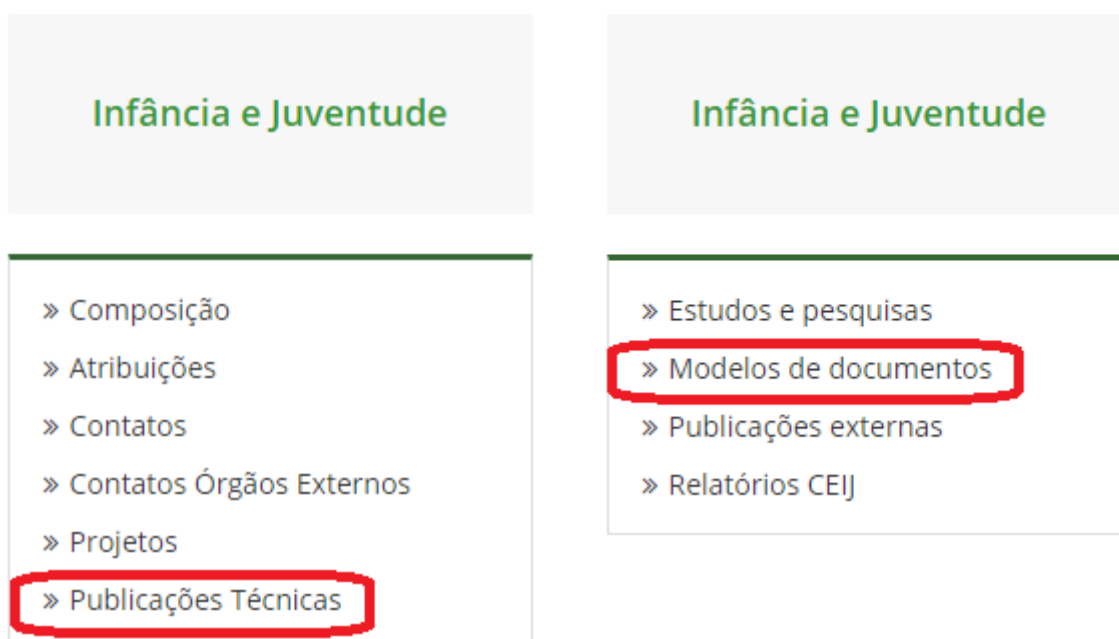 Infância e Juventude
» Composição
» Atribuições
» Contatos
» Contatos Órgãos Externos
» Projetos
» Publicações Técnicas
Infância e Juventude
» Estudos e pesquisas
» Modelos de documentos
» Publicações externas
» Relatórios CEIJ